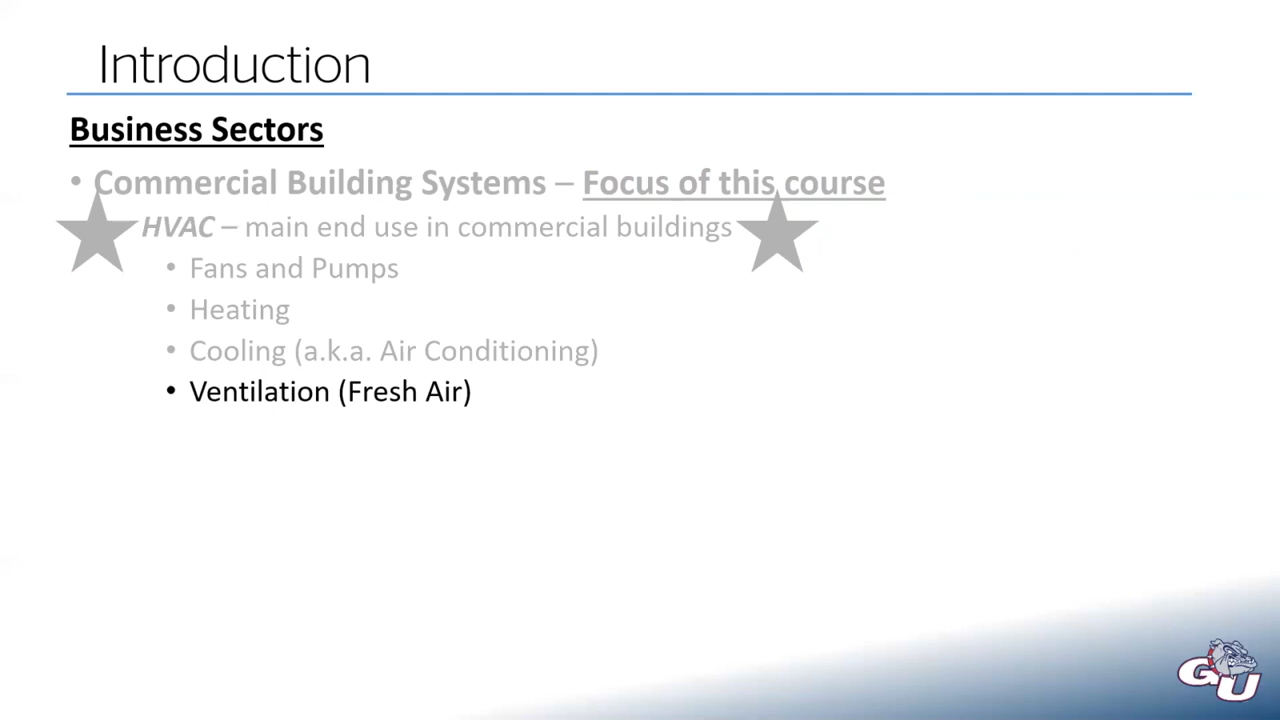 Introduction
Business Sectors
• Commercial Building Systems – Focus of this course
HVAC – main end use in commercial buildings
• Fans and Pumps
• Heating
• Cooling (a.k.a. Air Conditioning)
• Ventilation (Fresh Air)
GU